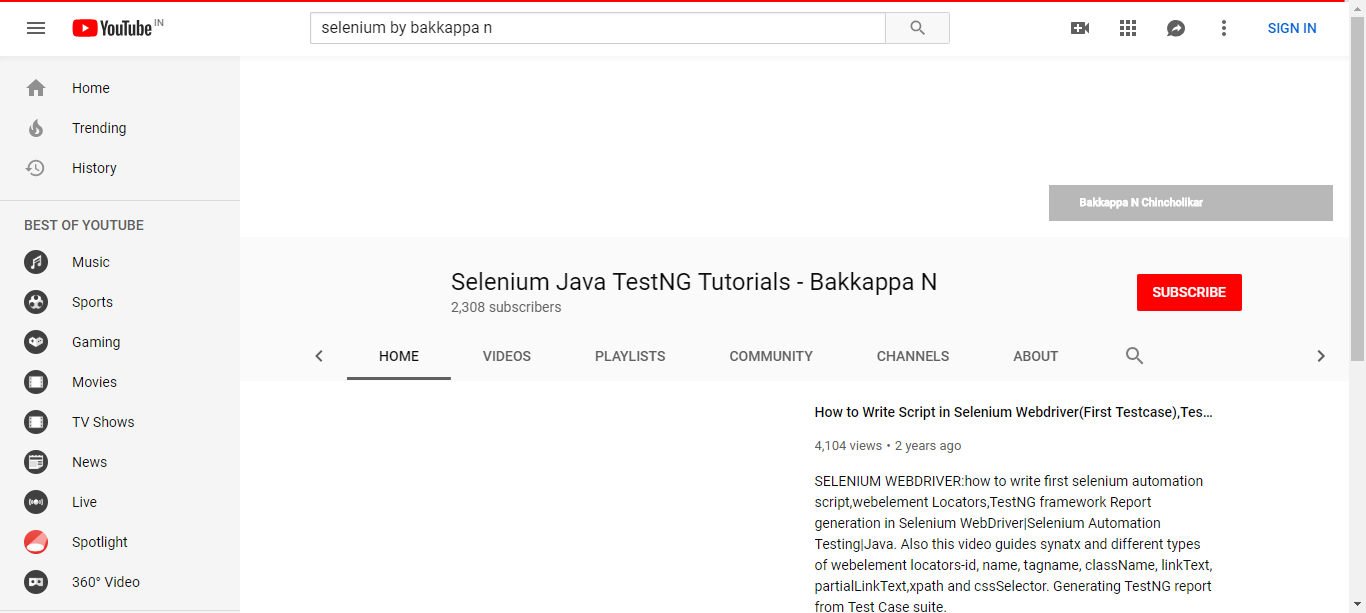 YouTube IN
selenium by bakkappa n
SIGN IN
Home
Trending
History
BEST OF YOUTUBE
Music
Sports
Gaming
Movies
TV Shows
News
Live
Spotlight
360° Video
Bakkappa N Chincholikar
Selenium Java TestNG Tutorials - Bakkappa N
2,308 subscribers
SUBSCRIBE
HOME VIDEOS PLAYLISTS COMMUNITY CHANNELS ABOUT
How to Write Script in Selenium Webdriver(First Testcase),Tes...
4,104 views • 2 years ago
SELENIUM WEBDRIVER:how to write first selenium automation
script,webelement Locators,TestNG framework Report
generation in Selenium WebDriver|Selenium Automation
Testing|Java. Also this video guides synatx and different types
of webelement locators-id, name, tagname, className, linkText,
partialLinkText,xpath and cssSelector. Generating TestNG report
from Test Case suite.